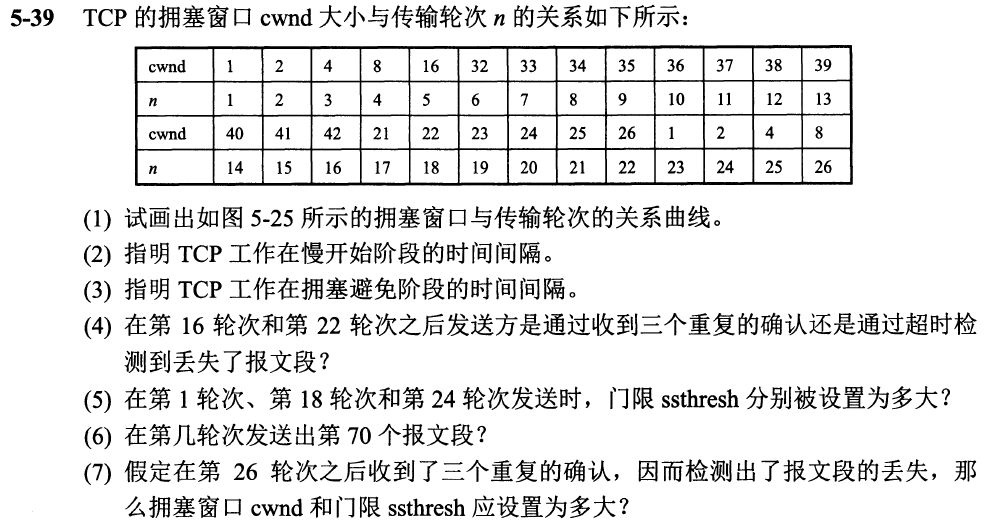 5-39 TCP 的拥塞窗口 cwnd 大小与传输轮次 n 的关系如下所示：
cwnd 1 2 4 8 16 32 33 34 35 36 37 38 39
n 1 2 3 4 5 6 7 8 9 10 11 12 13
cwnd 40 41 42 21 22 23 24 25 26 1 2 4 8
n 14 15 16 17 18 19 20 21 22 23 24 25 26
(1) 试画出如图 5-25 所示的拥塞窗口与传输轮次的关系曲线。
(2) 指明 TCP 工作在慢开始阶段的时间间隔。
(3) 指明 TCP 工作在拥塞避免阶段的时间间隔。
(4) 在第 16 轮次和第 22 轮次之后发送方是通过收到三个重复的确认还是通过超时检
测到丢失了报文段？
(5) 在第 1 轮次、第 18 轮次和第 24 轮次发送时，门限 ssthresh 分别被设置为多大？
(6) 在第几轮次发送出第 70 个报文段？
(7) 假定在第 26 轮次之后收到了三个重复的确认，因而检测出了报文段的丢失，那
么拥塞窗口 cwnd 和门限 ssthresh 应设置为多大？